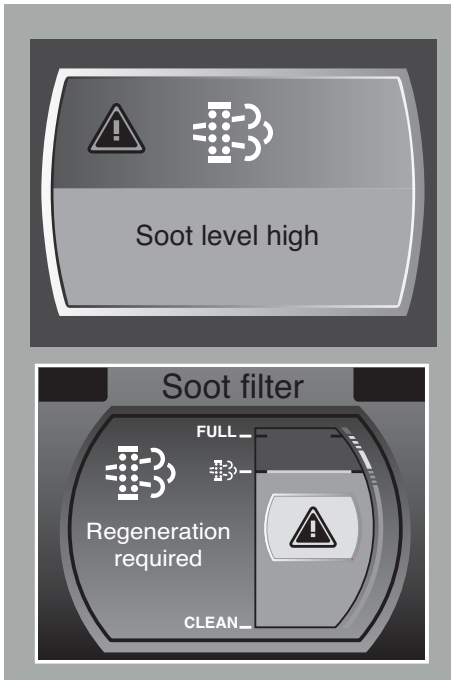 Soot level high
Soot filter
FULL
Regeneration
required
CLEAN